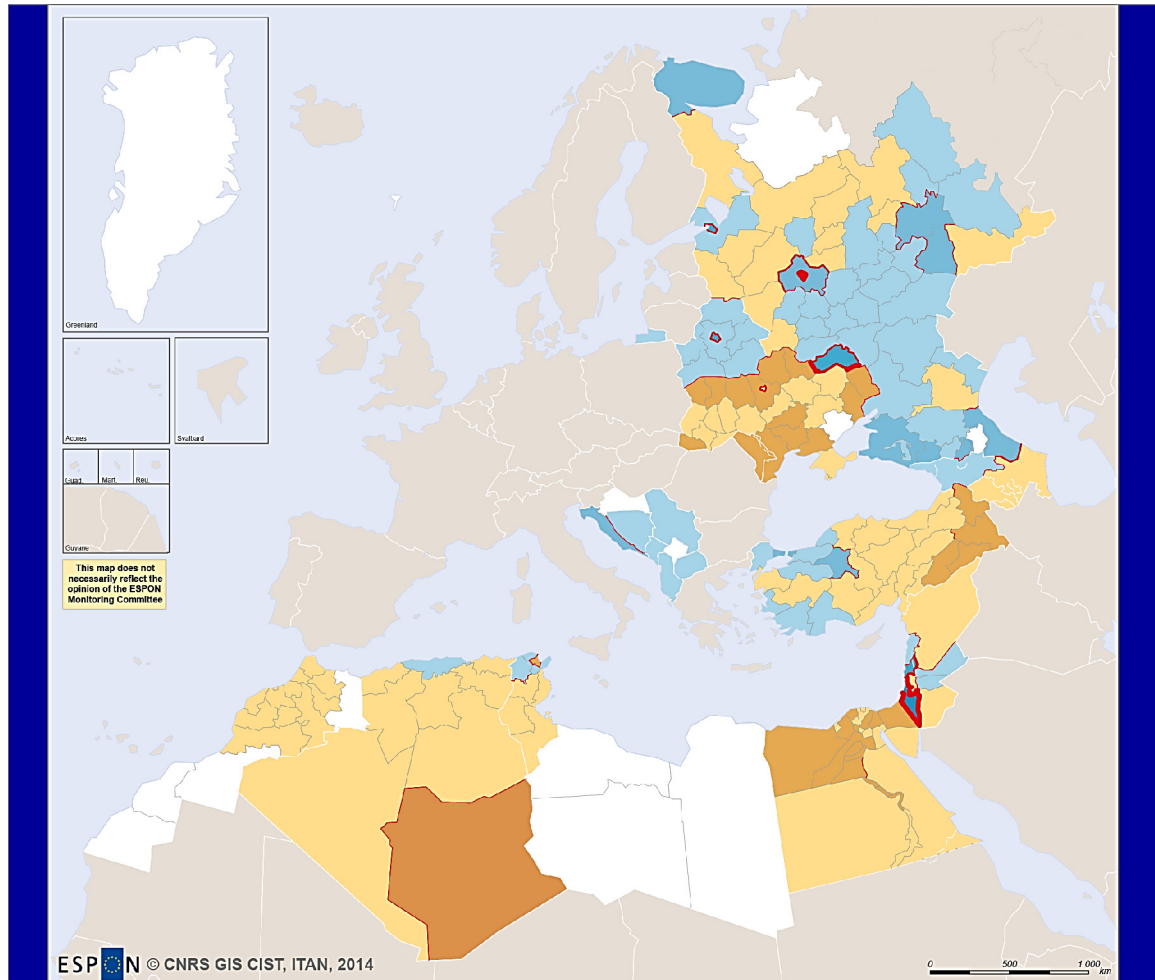 Greenland
Acores
Svalbard
Guad.
Mart.
Reu.
Guyane
This map does not
necessarily reflect the
opinion of the ESPON
Monitoring Committee
ESPON © CNRS GIS CIST, ITAN, 2014
0 500 1 000
km